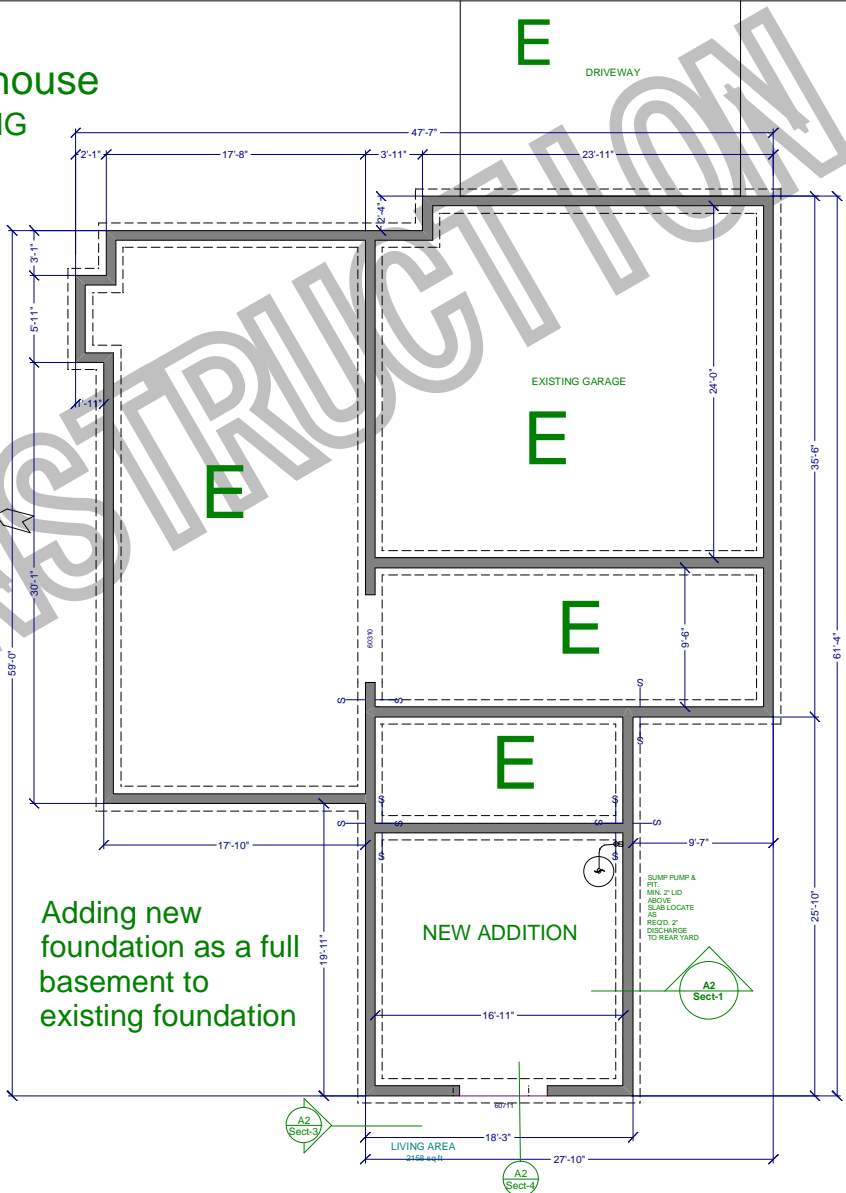 house
E
DRIVEWAY
47'-7"
2'-1"
17'-8"
3'-11"
23'-11"
2'-4"
3'-1"
5'-11"
1'-11"
EXISTING GARAGE
24'-0"
E
E
35'-6"
30'-1"
59'-0"
60310
E
9'-6"
61'-4"
S
S
S
S
E
S
S
S
S
S
S
S
S
17'-10"
9'-7"
SUMP PUMP &
PIT.
MIN. 2" LID
ABOVE
SLAB LOCATE
AS
REQ'D. 2"
DISCHARGE
TO REAR YARD
25'-10"
Adding new
foundation as a full
basement to
existing foundation
19'-11"
NEW ADDITION
A2
Sect-1
16'-11"
60711
A2
Sect-3
18'-3"
LIVING AREA
2158 sq ft
27'-10"
A2
Sect-4